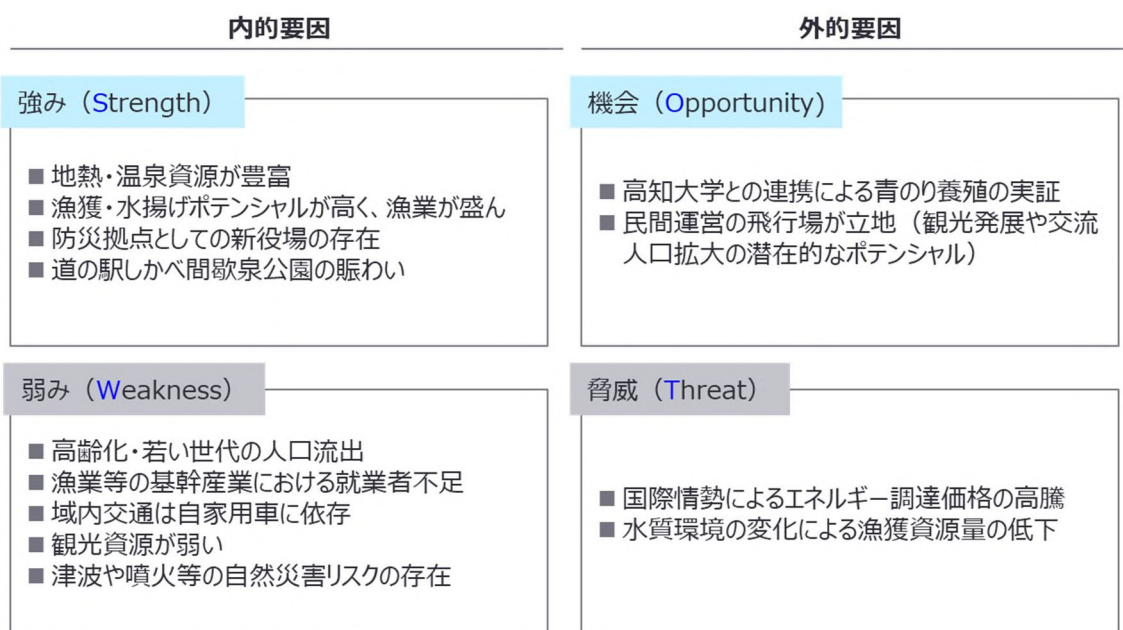 内的要因
強み（Strength）
■ 地熱・温泉資源が豊富
■ 漁獲・水揚げポテンシャルが高く、漁業が盛ん
■ 防災拠点としての新役場の存在
■ 道の駅しかべ間歇泉公園の賑わい
弱み（Weakness）
■ 高齢化・若い世代の人口流出
■ 漁業等の基幹産業における就業者不足
■ 域内交通は自家用車に依存
■ 観光資源が弱い
■ 津波や噴火等の自然災害リスクの存在
外的要因
機会（Opportunity)
■ 高知大学との連携による青のり養殖の実証
■ 民間運営の飛行場が立地（観光発展や交流
人口拡大の潜在的なポテンシャル）
脅威（Threat）
■ 国際情勢によるエネルギー調達価格の高騰
■ 水質環境の変化による漁獲資源量の低下